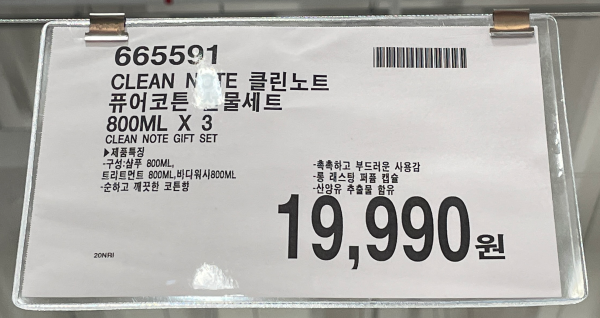 665591
CLEAN NOTE 클린노트
퓨어코튼 선물세트
800ML X 3
CLEAN NOTE GIFT SET
▶제품특징
-구성:샴푸 800ML,
트리트먼트 800ML,바디워시800ML
-순하고 깨끗한 코튼향
-촉촉하고 부드러운 사용감
-롱 래스팅 퍼퓸 캡슐
-산양유 추출물 함유
19,990원
20NRI